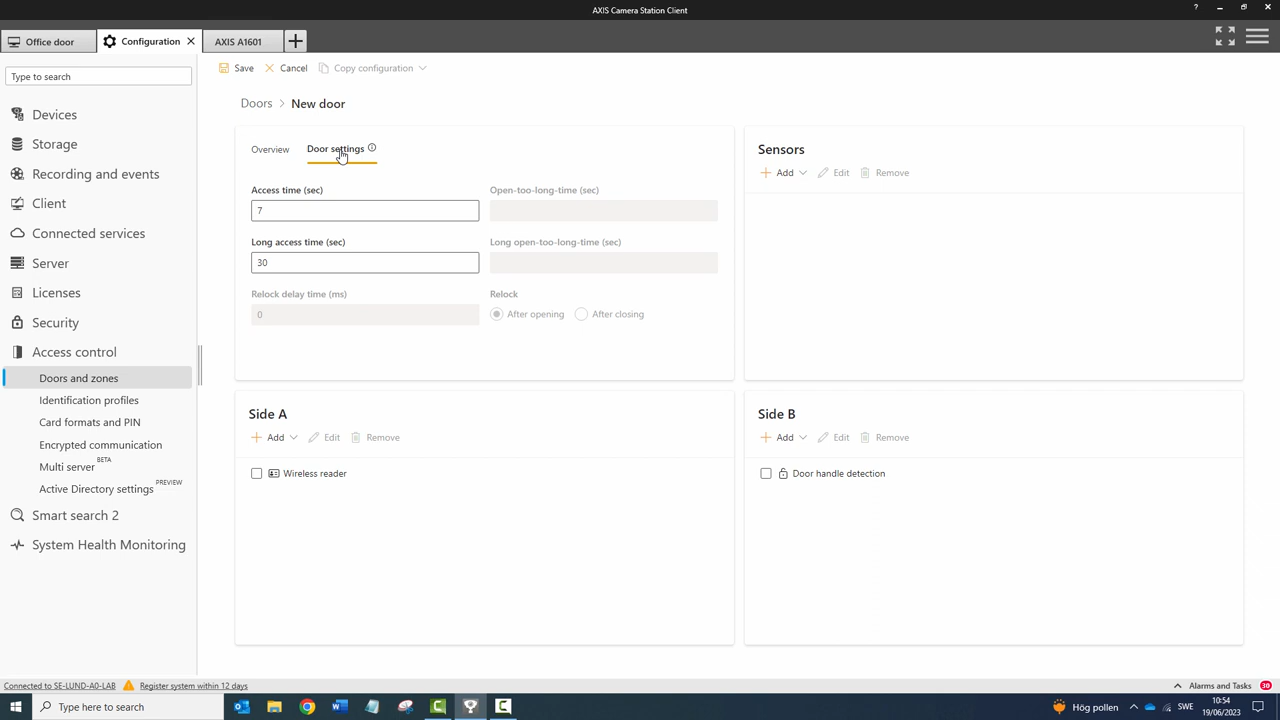 AXIS Camera Station Client
?
Office door
Configuration
AXIS A1601
Type to search
Save
Cancel
Copy configuration
Devices
Storage
Recording and events
Client
Connected services
Server
Licenses
Security
Access control
Doors and zones
Identification profiles
Card formats and PIN
Encrypted communication
Multi server BETA
Active Directory settings PREVIEW
Smart search 2
System Health Monitoring
Doors > New door
Overview
Door settings
Access time (sec)
7
Open-too-long-time (sec)
Long access time (sec)
30
Long open-too-long-time (sec)
Relock delay time (ms)
0
Relock
After opening
After closing
Sensors
Add
Edit
Remove
Side A
Add
Edit
Remove
Wireless reader
Side B
Add
Edit
Remove
Door handle detection
Connected to SE-LUND-A0-LAB
Register system within 12 days
Alarms and Tasks
30
Type here to search
Hög pollen
SWE
10:54
19/06/2023